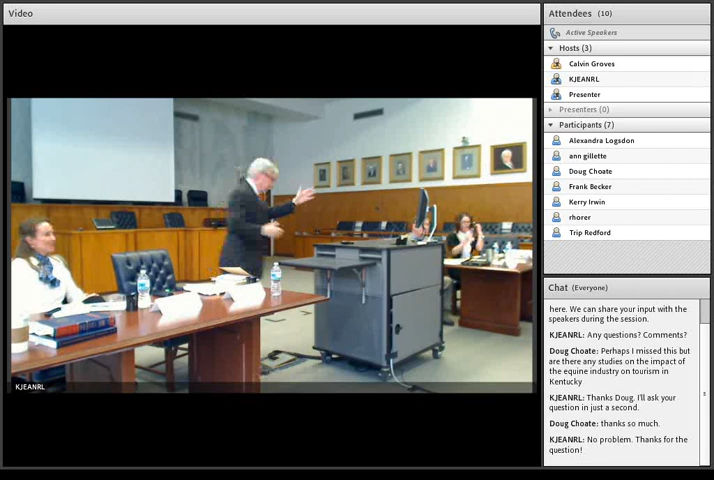 Video
KJEANRL
Attendees (10)
Active Speakers
Hosts (3)
Calvin Groves
KJEANRL
Presenter
Presenters (0)
Participants (7)
Alexandra Logsdon
ann gillette
Doug Choate
Frank Becker
Kerry Irwin
rhorer
Trip Redford
Chat (Everyone)
here. We can share your input with the
speakers during the session.
KJEANRL: Any questions? Comments?
Doug Choate: Perhaps I missed this but
are there any studies on the impact of
the equine industry on tourism in
Kentucky
KJEANRL: Thanks Doug. I'll ask your
question in just a second.
Doug Choate: thanks so much.
KJEANRL: No problem. Thanks for the
question!